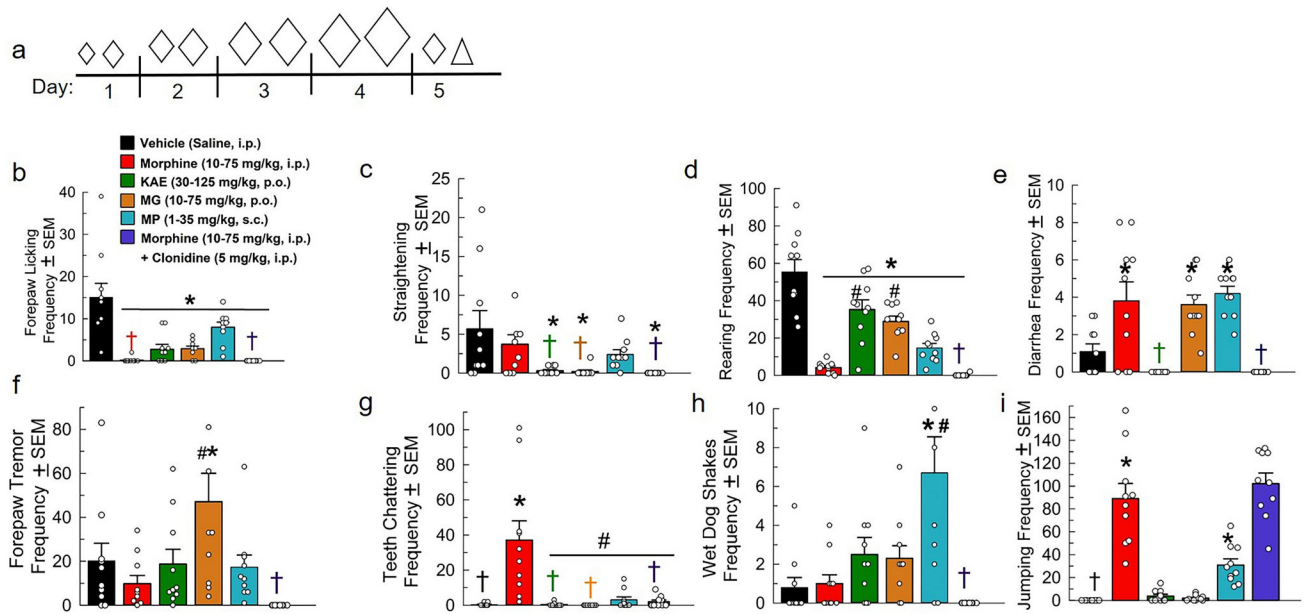 a
Day: 1 2 3 4 5
Vehicle (Saline, i.p.)
Morphine (10-75 mg/kg, i.p.)
KAE (30-125 mg/kg, p.o.)
MG (10-75 mg/kg, p.o.)
MP (1-35 mg/kg, s.c.)
Morphine (10-75 mg/kg, i.p.)
+ Clonidine (5 mg/kg, i.p.)
b
Forepaw Licking
Frequency ± SEM
40
30
20
10
0
†
*
†
c
Straightening
Frequency ± SEM
25
20
15
10
5
0
*
†
*
†
*
†
d
Rearing Frequency ± SEM
100
80
60
40
20
0
*
#
#
†
e
Diarrhea Frequency ± SEM
10
8
6
4
2
0
*
†
*
*
†
f
Forepaw Tremor
Frequency ± SEM
80
60
40
20
0
#*
†
g
Teeth Chattering
Frequency ± SEM
100
80
60
40
20
0
†
*
#
†
†
†
h
Wet Dog Shakes
Frequency ± SEM
10
8
6
4
2
0
*#
†
i
Jumping Frequency ± SEM
160
140
120
100
80
60
40
20
0
†
*
*